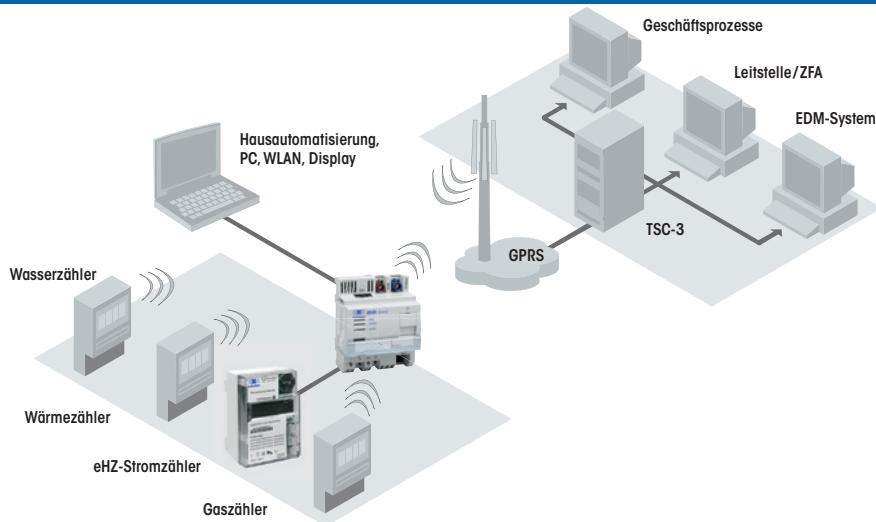 Geschäftsprozesse
Leitstelle/ZFA
EDM-System
Hausautomatisierung,
PC, WLAN, Display
TSC-3
GPRS
Wasserzähler
Wärmezähler
eHZ-Stromzähler
Gaszähler